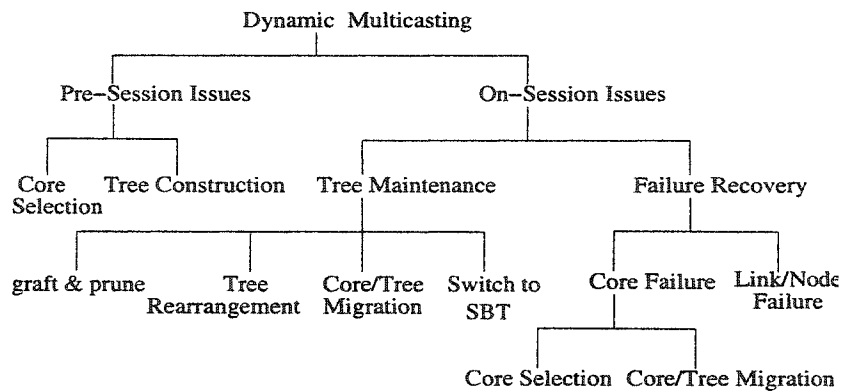 Dynamic Multicasting
Pre–Session Issues
On–Session Issues
Core
Selection
Tree Construction
Tree Maintenance
Failure Recovery
graft & prune
Tree
Rearrangement
Core/Tree
Migration
Switch to
SBT
Core Failure
Link/Node
Failure
Core Selection
Core/Tree Migration